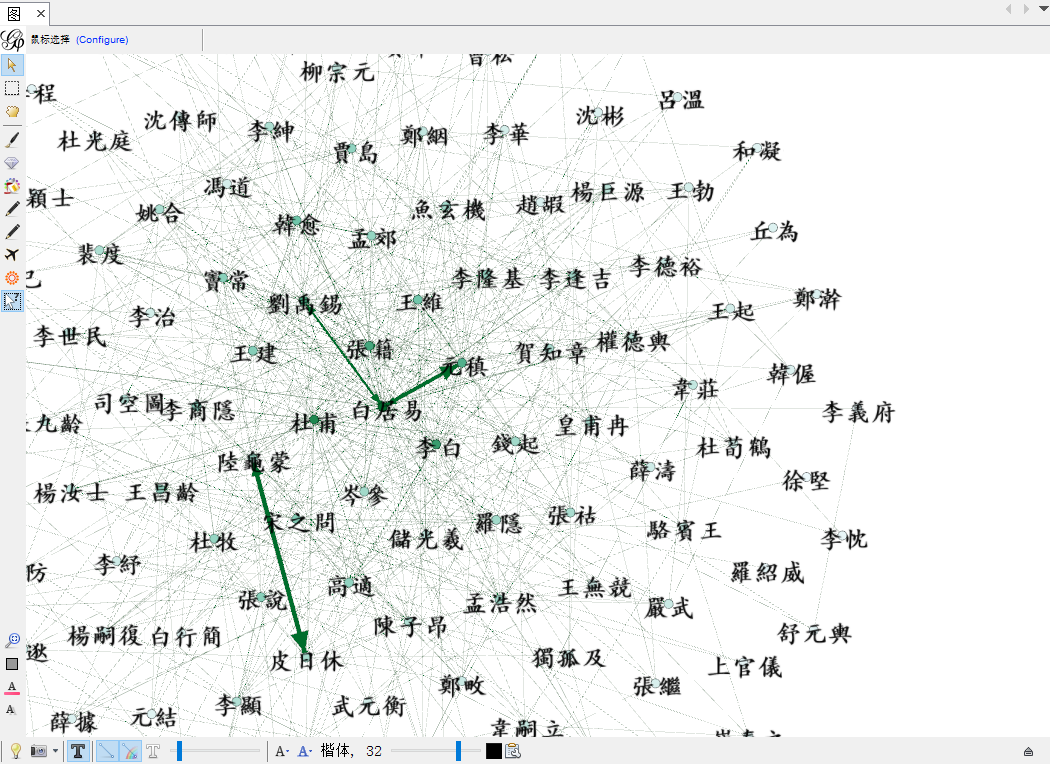 图
鼠标选择 (Configure)
柳宗元
程
沈傳師
李紳
鄭絪
李華
沈彬
呂溫
杜光庭
賈島
和凝
馮道
楊巨源
王勃
穎士
姚合
魚玄機
趙嘏
韓愈
孟郊
丘為
裴度
竇常
李隆基
李逢吉
李德裕
己
劉禹錫
王維
鄭澣
李世民
李治
王起
王建
張籍
元稹
賀知章
權德輿
韋莊
韓偓
司空圖
李商隱
白居易
李義府
九齡
杜甫
李白
錢起
皇甫冉
杜荀鶴
陸龜蒙
薛濤
徐堅
楊汝士
王昌齡
岑參
宋之問
羅隱
張祜
駱賓王
杜牧
儲光羲
李忱
防
李紓
高適
王無競
羅紹威
張說
孟浩然
嚴武
楊嗣復
白行簡
陳子昂
舒元輿
逖
皮日休
獨孤及
上官儀
鄭畋
張繼
薛據
元結
李顯
武元衡
韋嗣立
A
A
T
T
A
A
楷体, 32